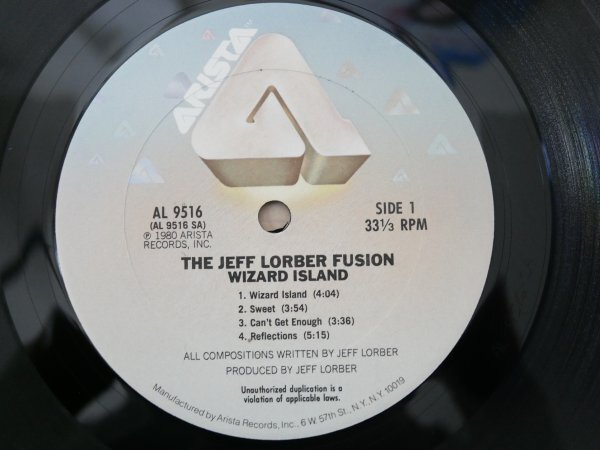 ARISTA
AL 9516
(AL 9516 SA)
℗ 1980 ARISTA
RECORDS, INC.
SIDE 1
33⅓ RPM
THE JEFF LORBER FUSION
WIZARD ISLAND
1. Wizard Island (4:04)
2. Sweet (3:54)
3. Can't Get Enough (3:36)
4. Reflections (5:15)
ALL COMPOSITIONS WRITTEN BY JEFF LORBER
PRODUCED BY JEFF LORBER
Unauthorized duplication is a
violation of applicable laws.
Manufactured by Arista Records, Inc., 6 W. 57th St., N.Y., N.Y. 10019